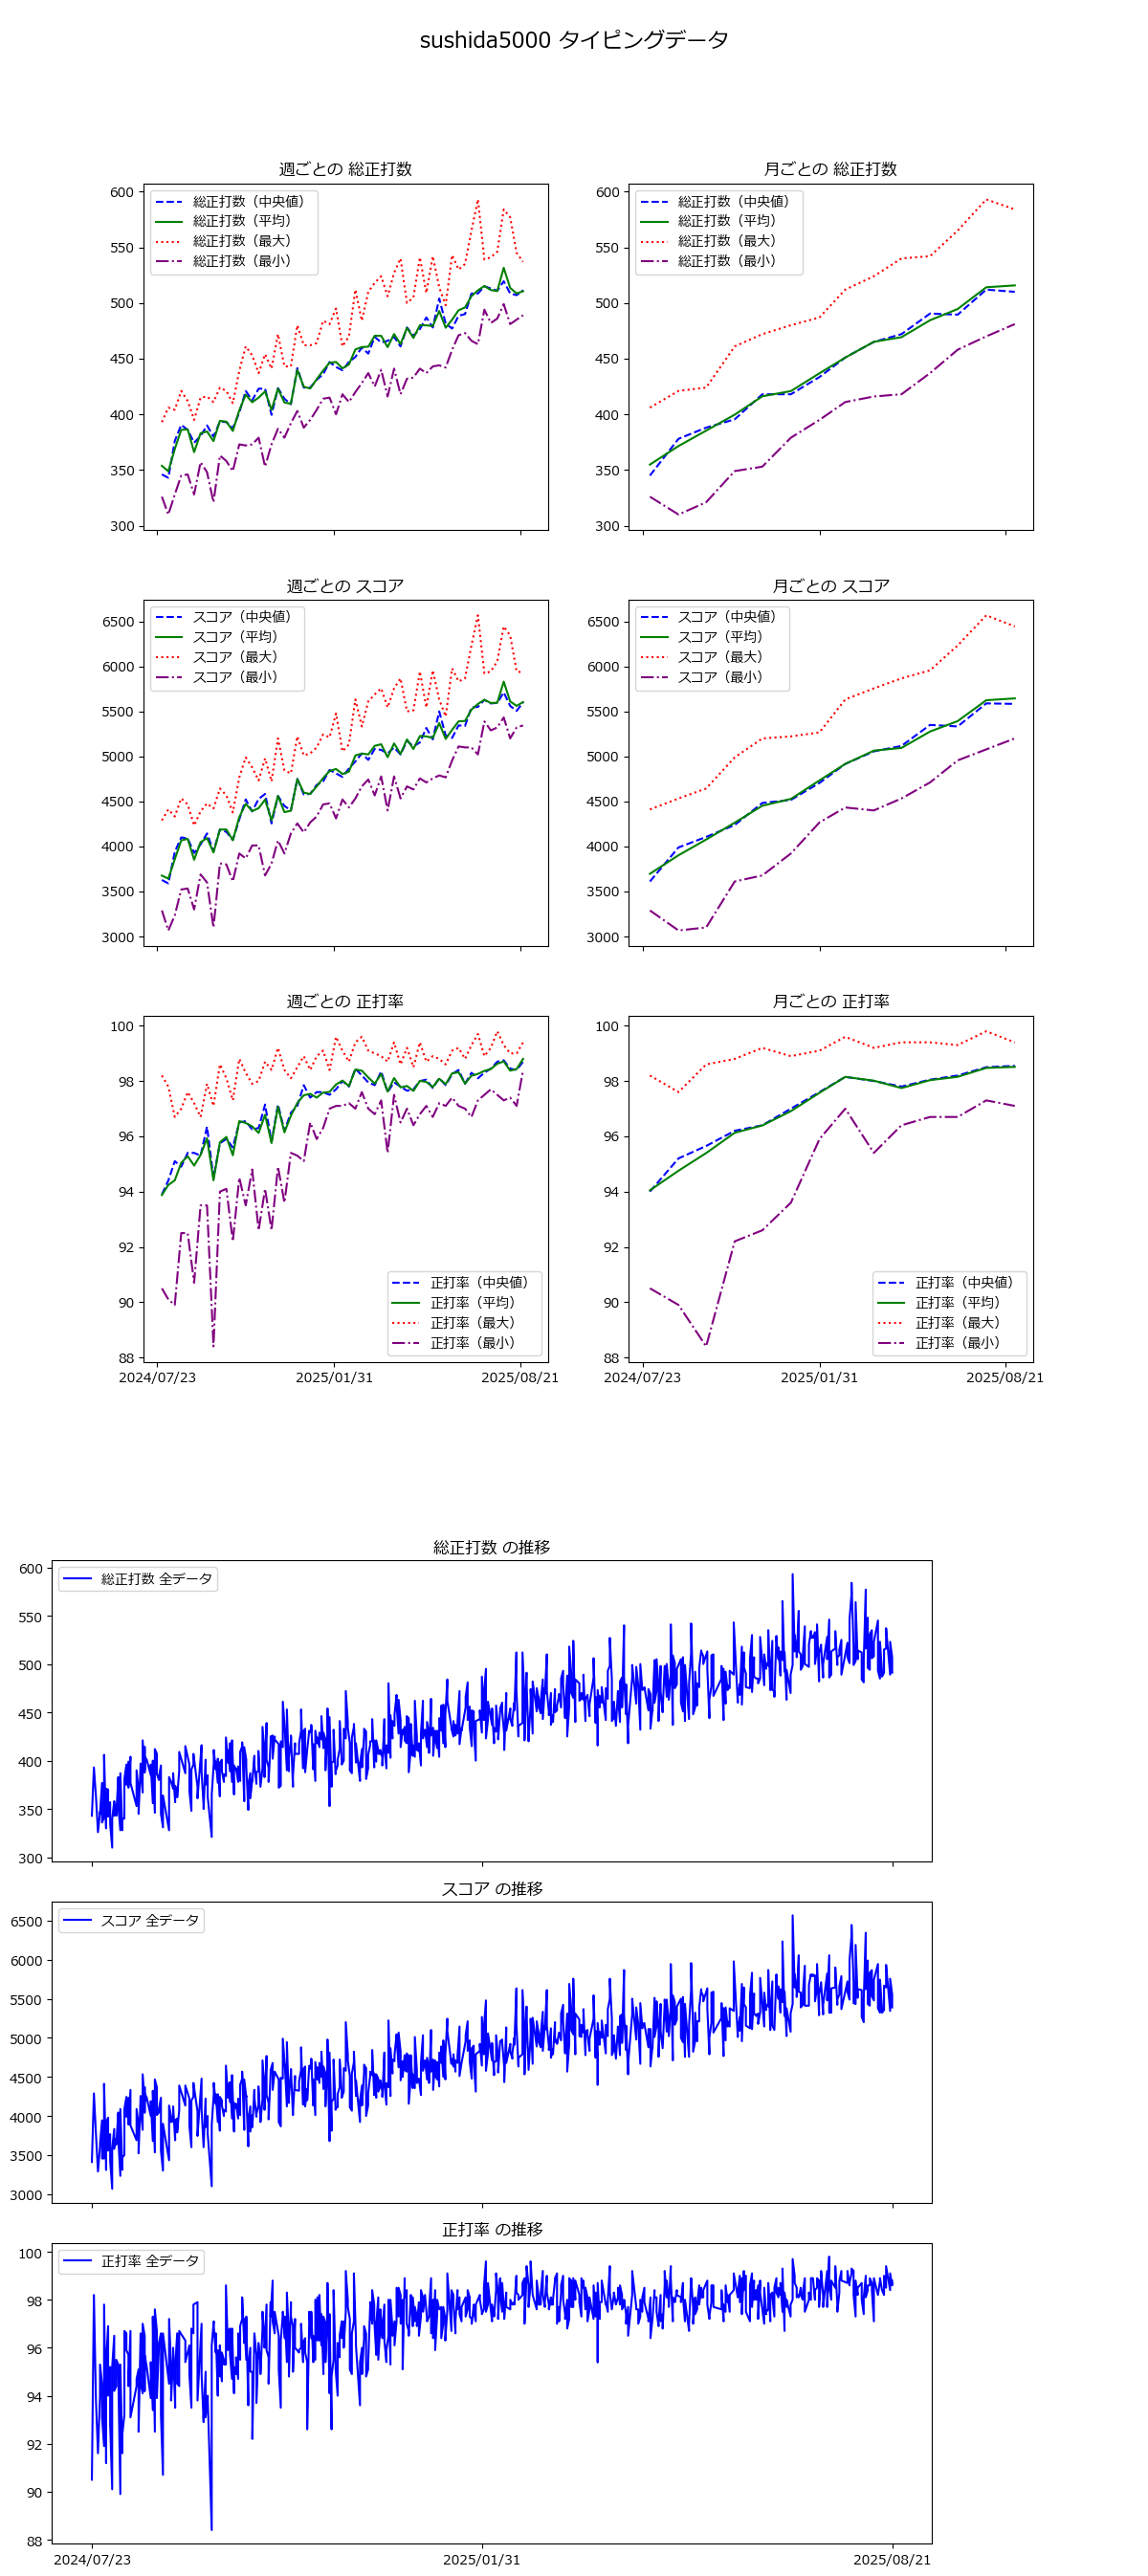 sushida5000 タイピングデータ
週ごとの 総正打数
600
550
500
450
400
350
300
総正打数（中央値）
総正打数（平均）
総正打数（最大）
総正打数（最小）
月ごとの 総正打数
600
550
500
450
400
350
300
総正打数（中央値）
総正打数（平均）
総正打数（最大）
総正打数（最小）
週ごとの スコア
6500
6000
5500
5000
4500
4000
3500
3000
スコア（中央値）
スコア（平均）
スコア（最大）
スコア（最小）
月ごとの スコア
6500
6000
5500
5000
4500
4000
3500
3000
スコア（中央値）
スコア（平均）
スコア（最大）
スコア（最小）
週ごとの 正打率
100
98
96
94
92
90
88
正打率（中央値）
正打率（平均）
正打率（最大）
正打率（最小）
2024/07/23 2025/01/31 2025/08/21
月ごとの 正打率
100
98
96
94
92
90
88
正打率（中央値）
正打率（平均）
正打率（最大）
正打率（最小）
2024/07/23 2025/01/31 2025/08/21
総正打数 の推移
600
550
500
450
400
350
300
総正打数 全データ
スコア の推移
6500
6000
5500
5000
4500
4000
3500
3000
スコア 全データ
正打率 の推移
100
98
96
94
92
90
88
正打率 全データ
2024/07/23 2025/01/31 2025/08/21